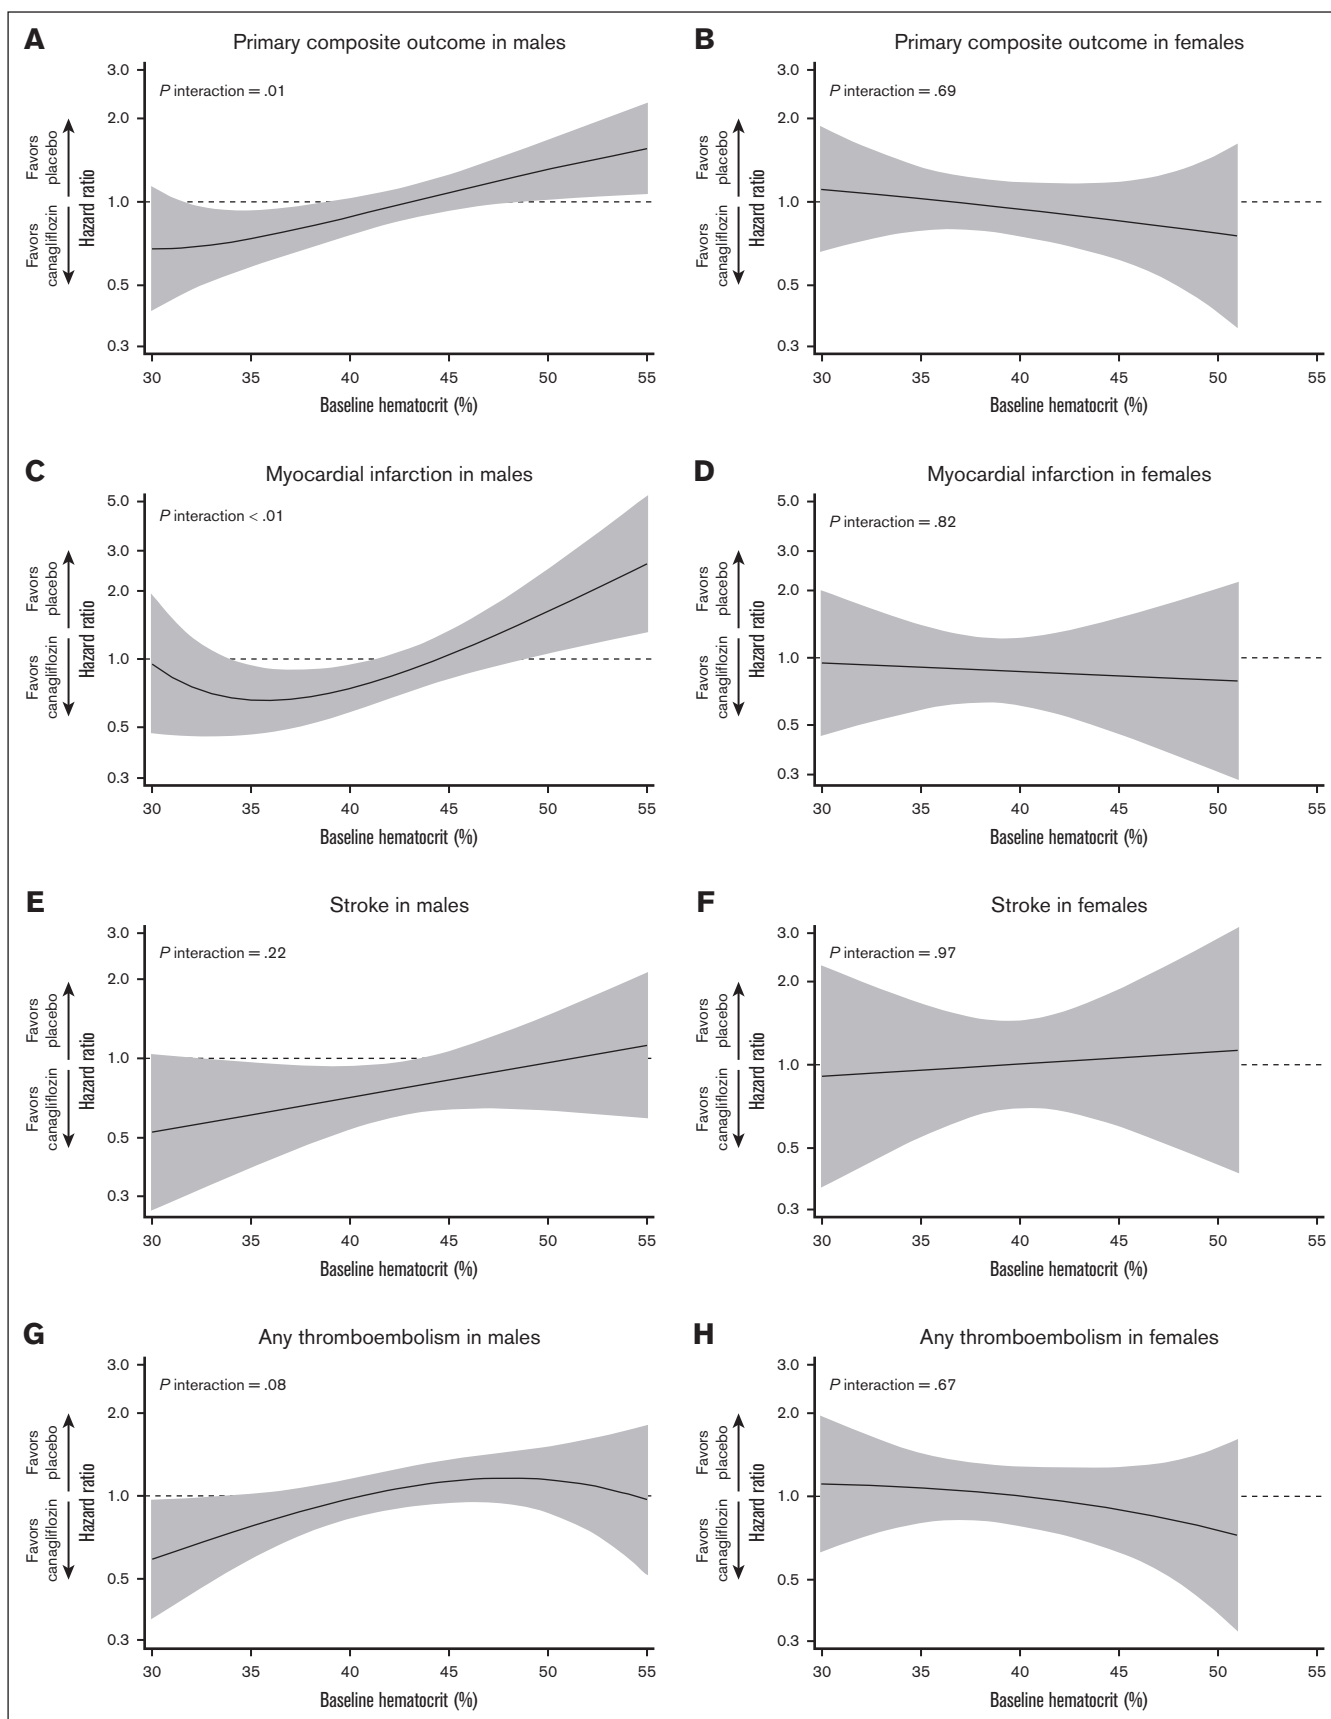 A
Primary composite outcome in males
P interaction = .01
Favors placebo
Favors canagliflozin
Hazard ratio
3.0
2.0
1.0
0.5
0.3
30 35 40 45 50 55
Baseline hematocrit (%)
B
Primary composite outcome in females
P interaction = .69
Favors placebo
Favors canagliflozin
Hazard ratio
3.0
2.0
1.0
0.5
0.3
30 35 40 45 50 55
Baseline hematocrit (%)
C
Myocardial infarction in males
P interaction < .01
Favors placebo
Favors canagliflozin
Hazard ratio
5.0
3.0
2.0
1.0
0.5
0.3
30 35 40 45 50 55
Baseline hematocrit (%)
D
Myocardial infarction in females
P interaction = .82
Favors placebo
Favors canagliflozin
Hazard ratio
5.0
3.0
2.0
1.0
0.5
0.3
30 35 40 45 50 55
Baseline hematocrit (%)
E
Stroke in males
P interaction = .22
Favors placebo
Favors canagliflozin
Hazard ratio
3.0
2.0
1.0
0.5
0.3
30 35 40 45 50 55
Baseline hematocrit (%)
F
Stroke in females
P interaction = .97
Favors placebo
Favors canagliflozin
Hazard ratio
3.0
2.0
1.0
0.5
0.3
30 35 40 45 50 55
Baseline hematocrit (%)
G
Any thromboembolism in males
P interaction = .08
Favors placebo
Favors canagliflozin
Hazard ratio
3.0
2.0
1.0
0.5
0.3
30 35 40 45 50 55
Baseline hematocrit (%)
H
Any thromboembolism in females
P interaction = .67
Favors placebo
Favors canagliflozin
Hazard ratio
3.0
2.0
1.0
0.5
0.3
30 35 40 45 50 55
Baseline hematocrit (%)